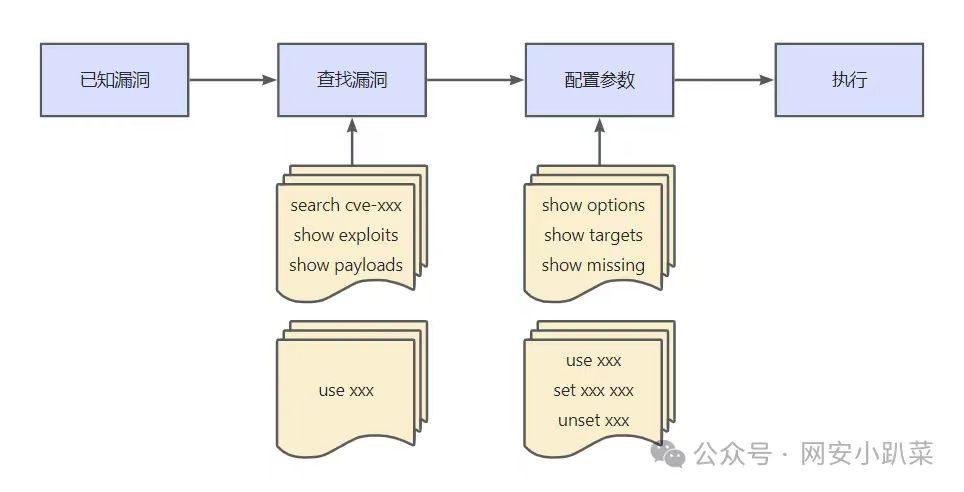 已知漏洞
查找漏洞
配置参数
执行
search cve-xxx
show exploits
show payloads
show options
show targets
show missing
use xxx
use xxx
set xxx xxx
unset xxx
公众号 · 网安小趴菜